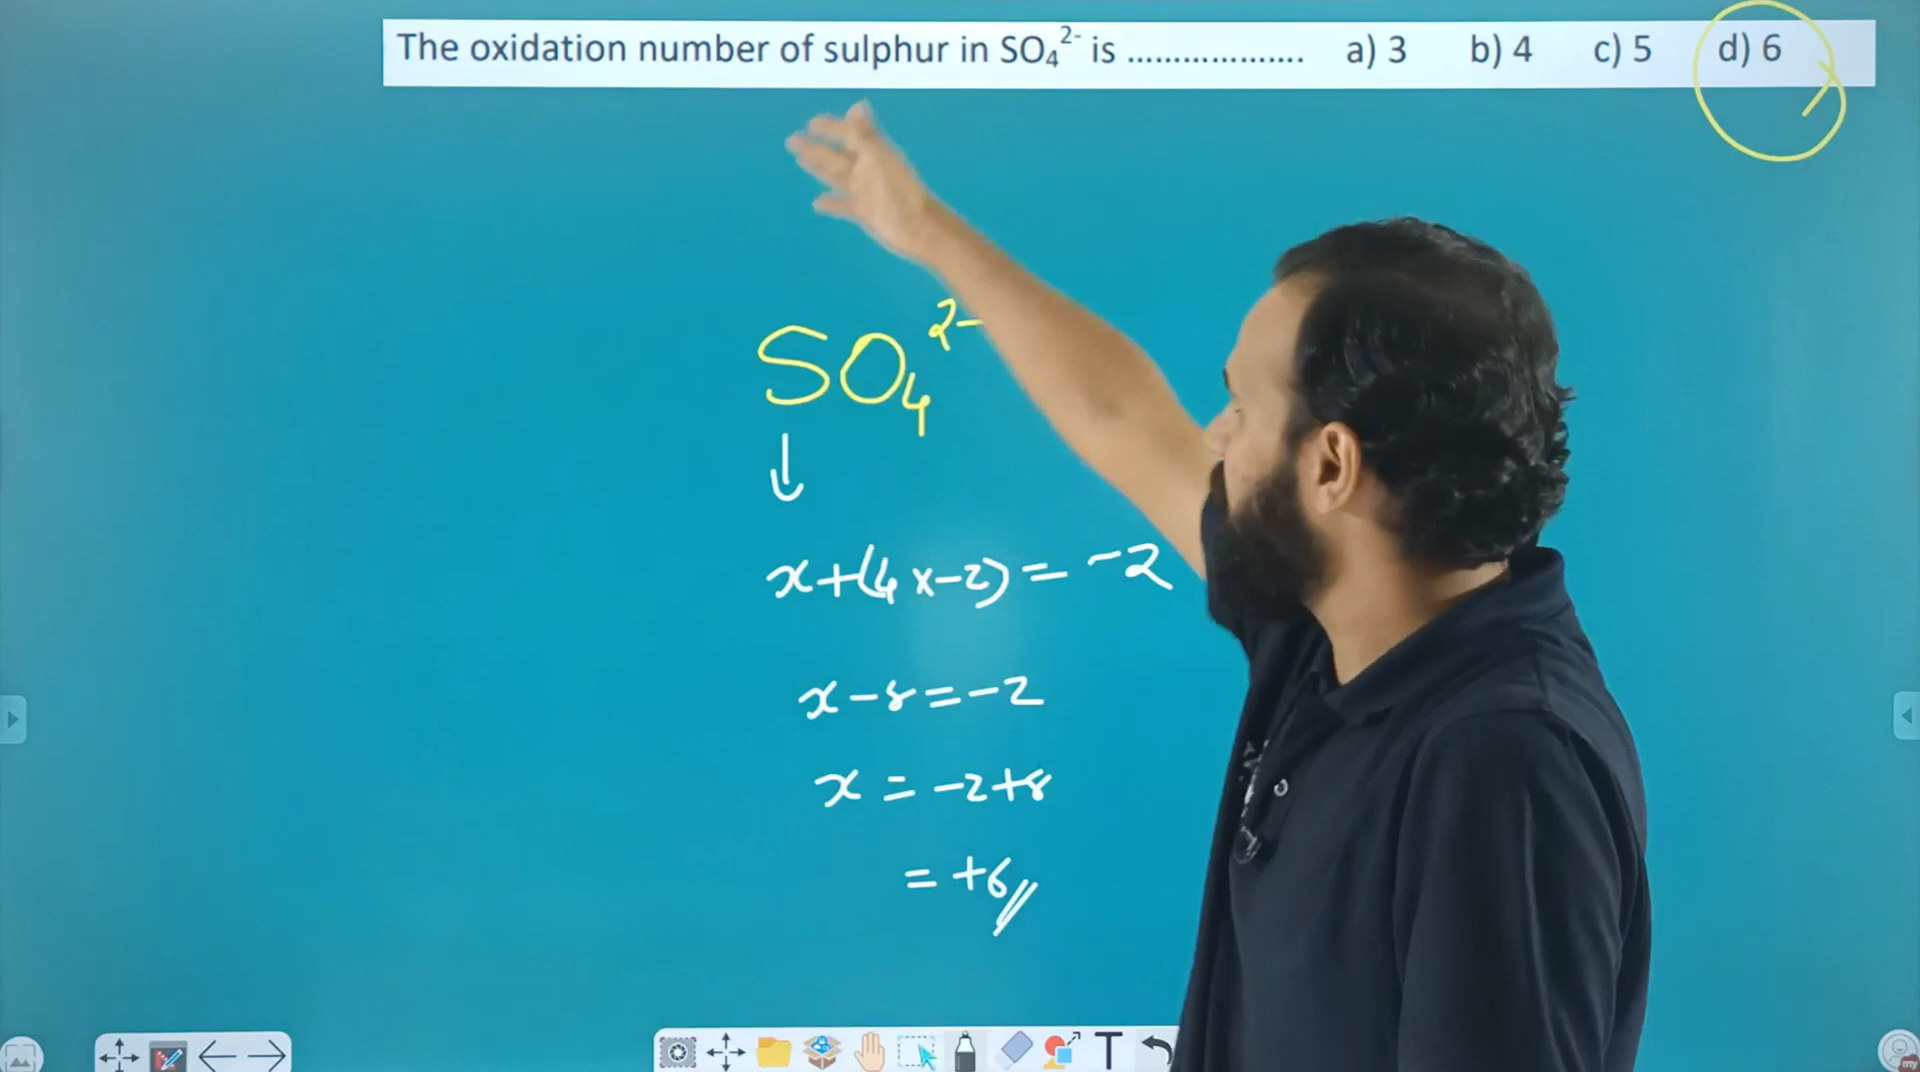 The oxidation number of sulphur in SO₄²⁻ is ................... a) 3 b) 4 c) 5 d) 6
SO₄²⁻
x+(4x-2)= -2
x-8=-2
x = -2+8
= +6//